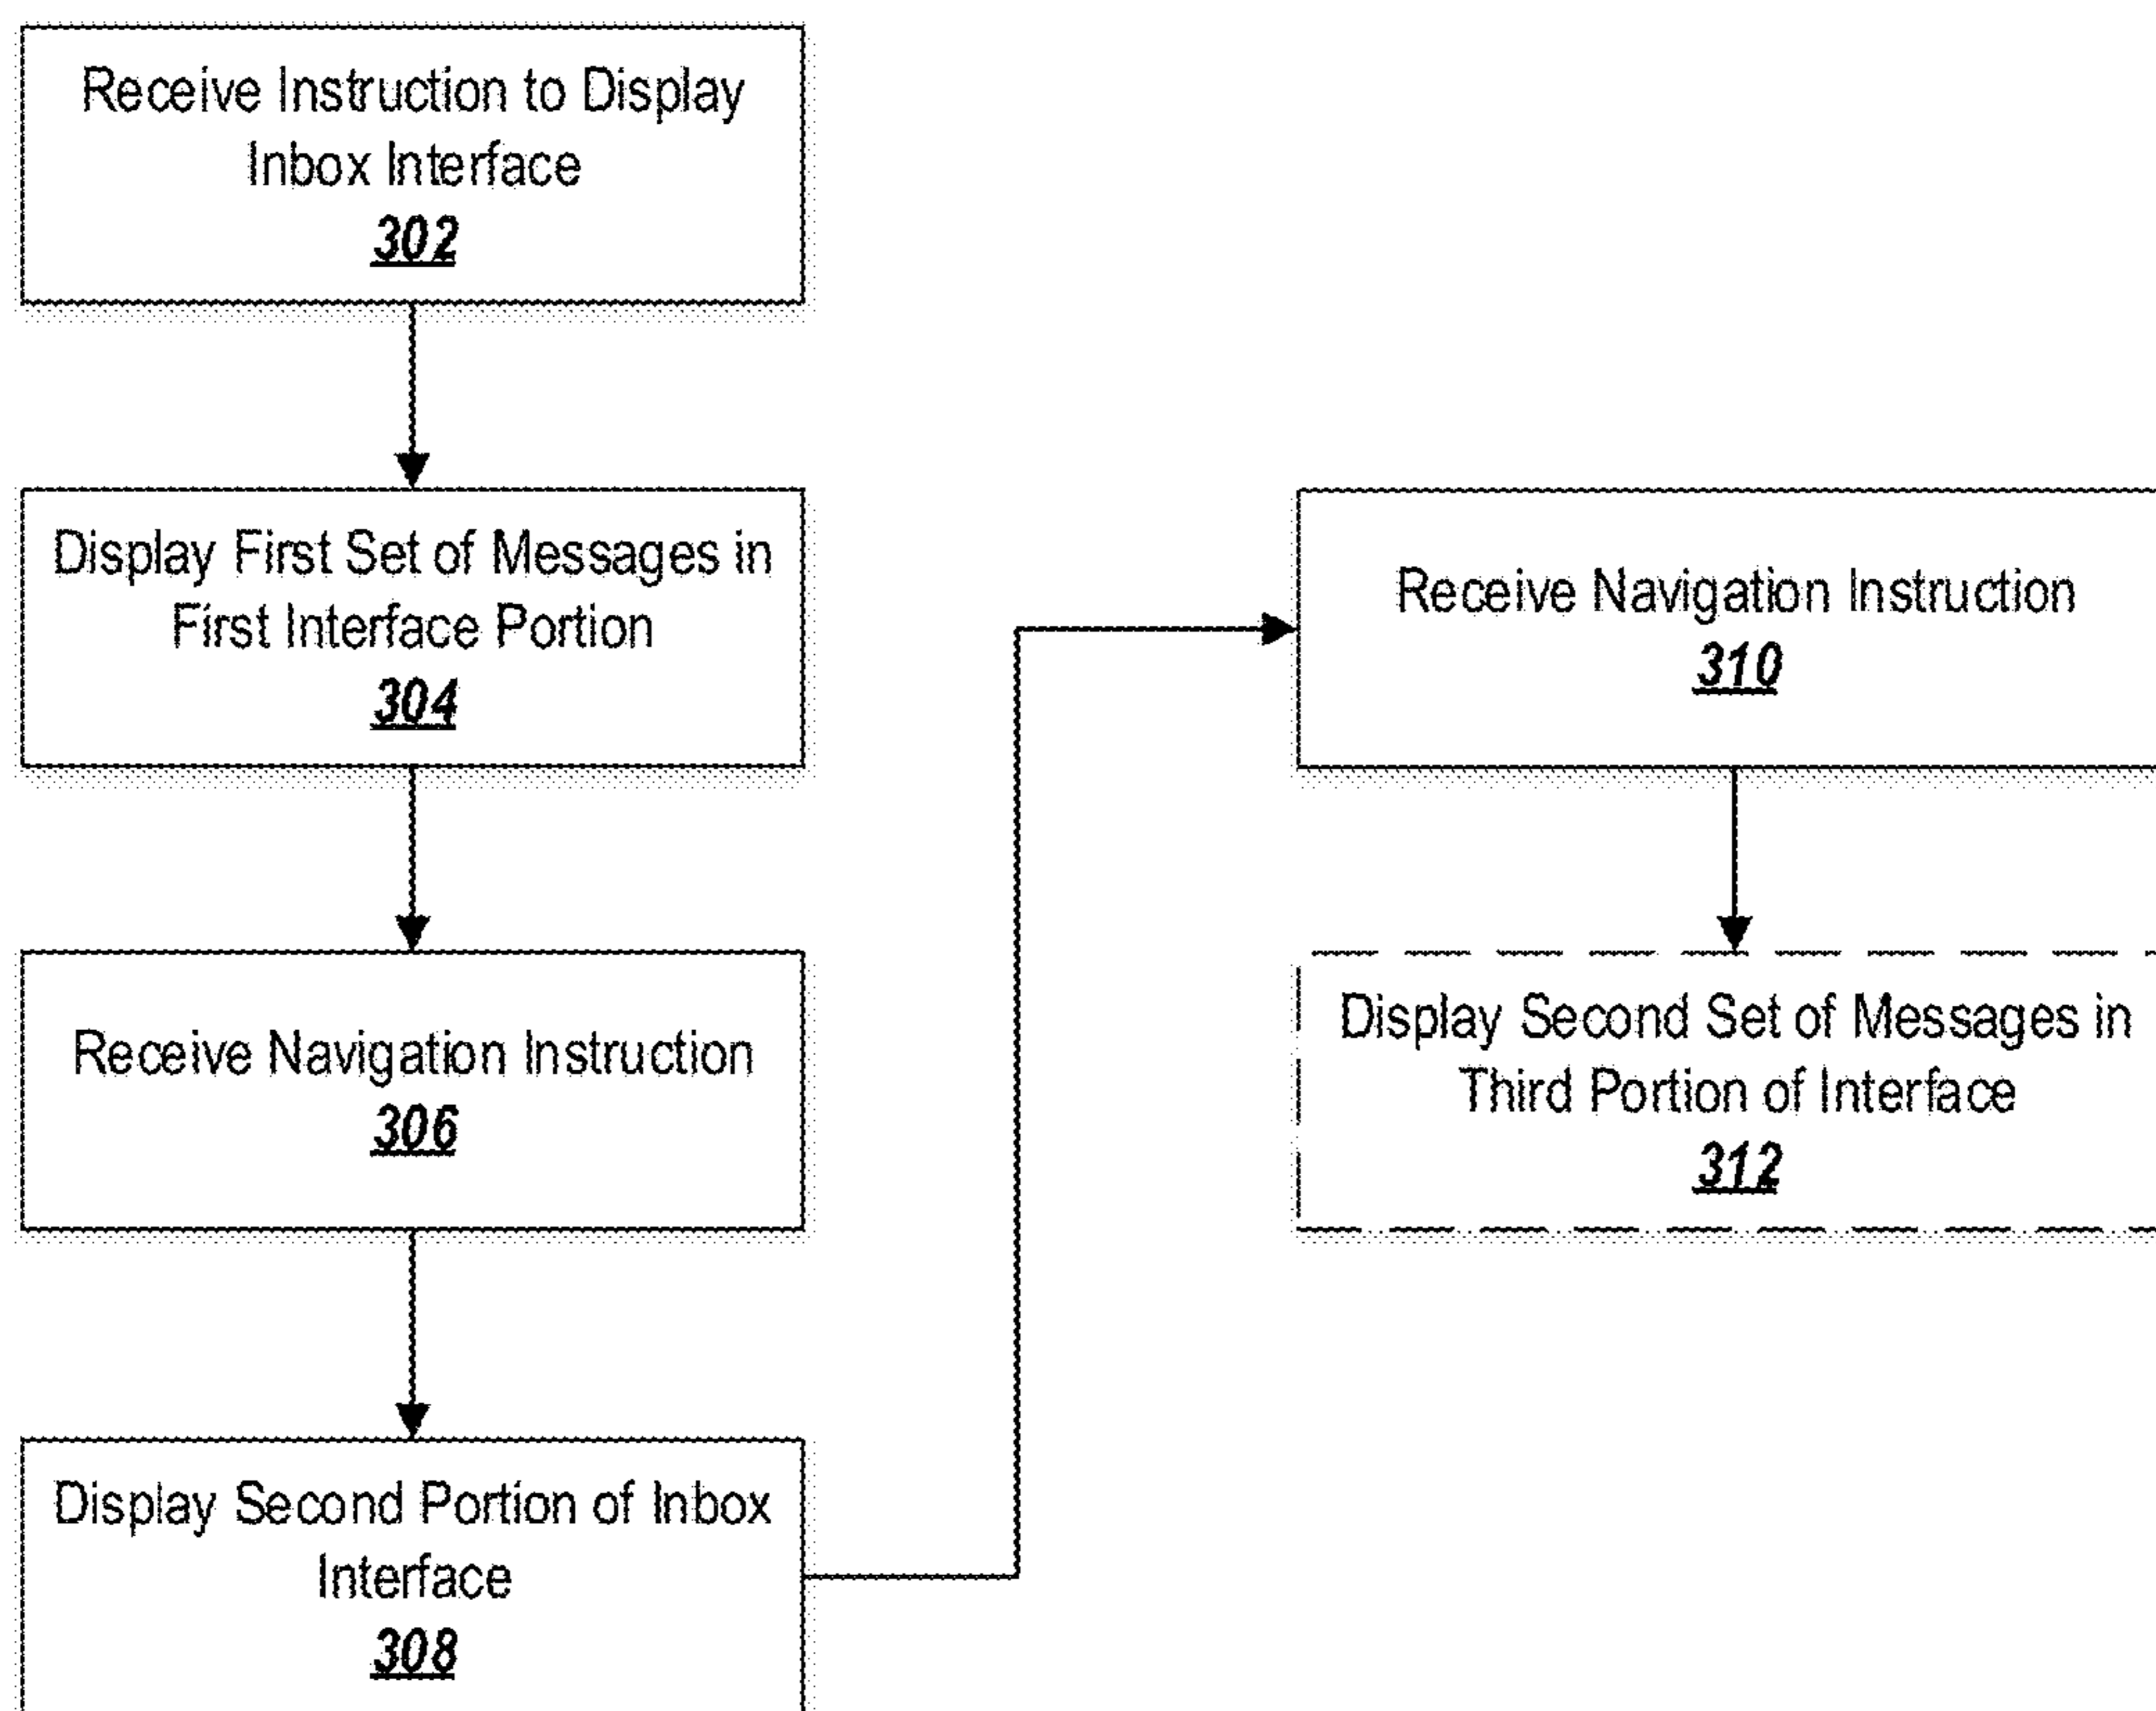 Receive Instruction to Display
Inbox Interface
302
Display First Set of Messages in
First Interface Portion
304
Receive Navigation Instruction
306
Display Second Portion of Inbox
Interface
308
Receive Navigation Instruction
310
Display Second Set of Messages in
Third Portion of Interface
312